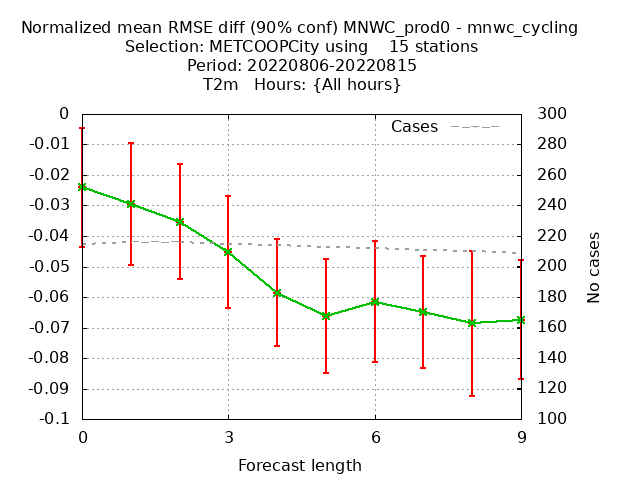 Normalized mean RMSE diff (90% conf) MNWC_prod0 - mnwc_cycling
Selection: METCOOPCity using    15 stations
Period: 20220806-20220815
T2m   Hours: {All hours}
0 300
Cases
-0.01 280
-0.02 260
-0.03 240
-0.04 220
-0.05 200
-0.06 180
-0.07 160
-0.08 140
-0.09 120
-0.1 100
No cases
0 3 6 9
Forecast length